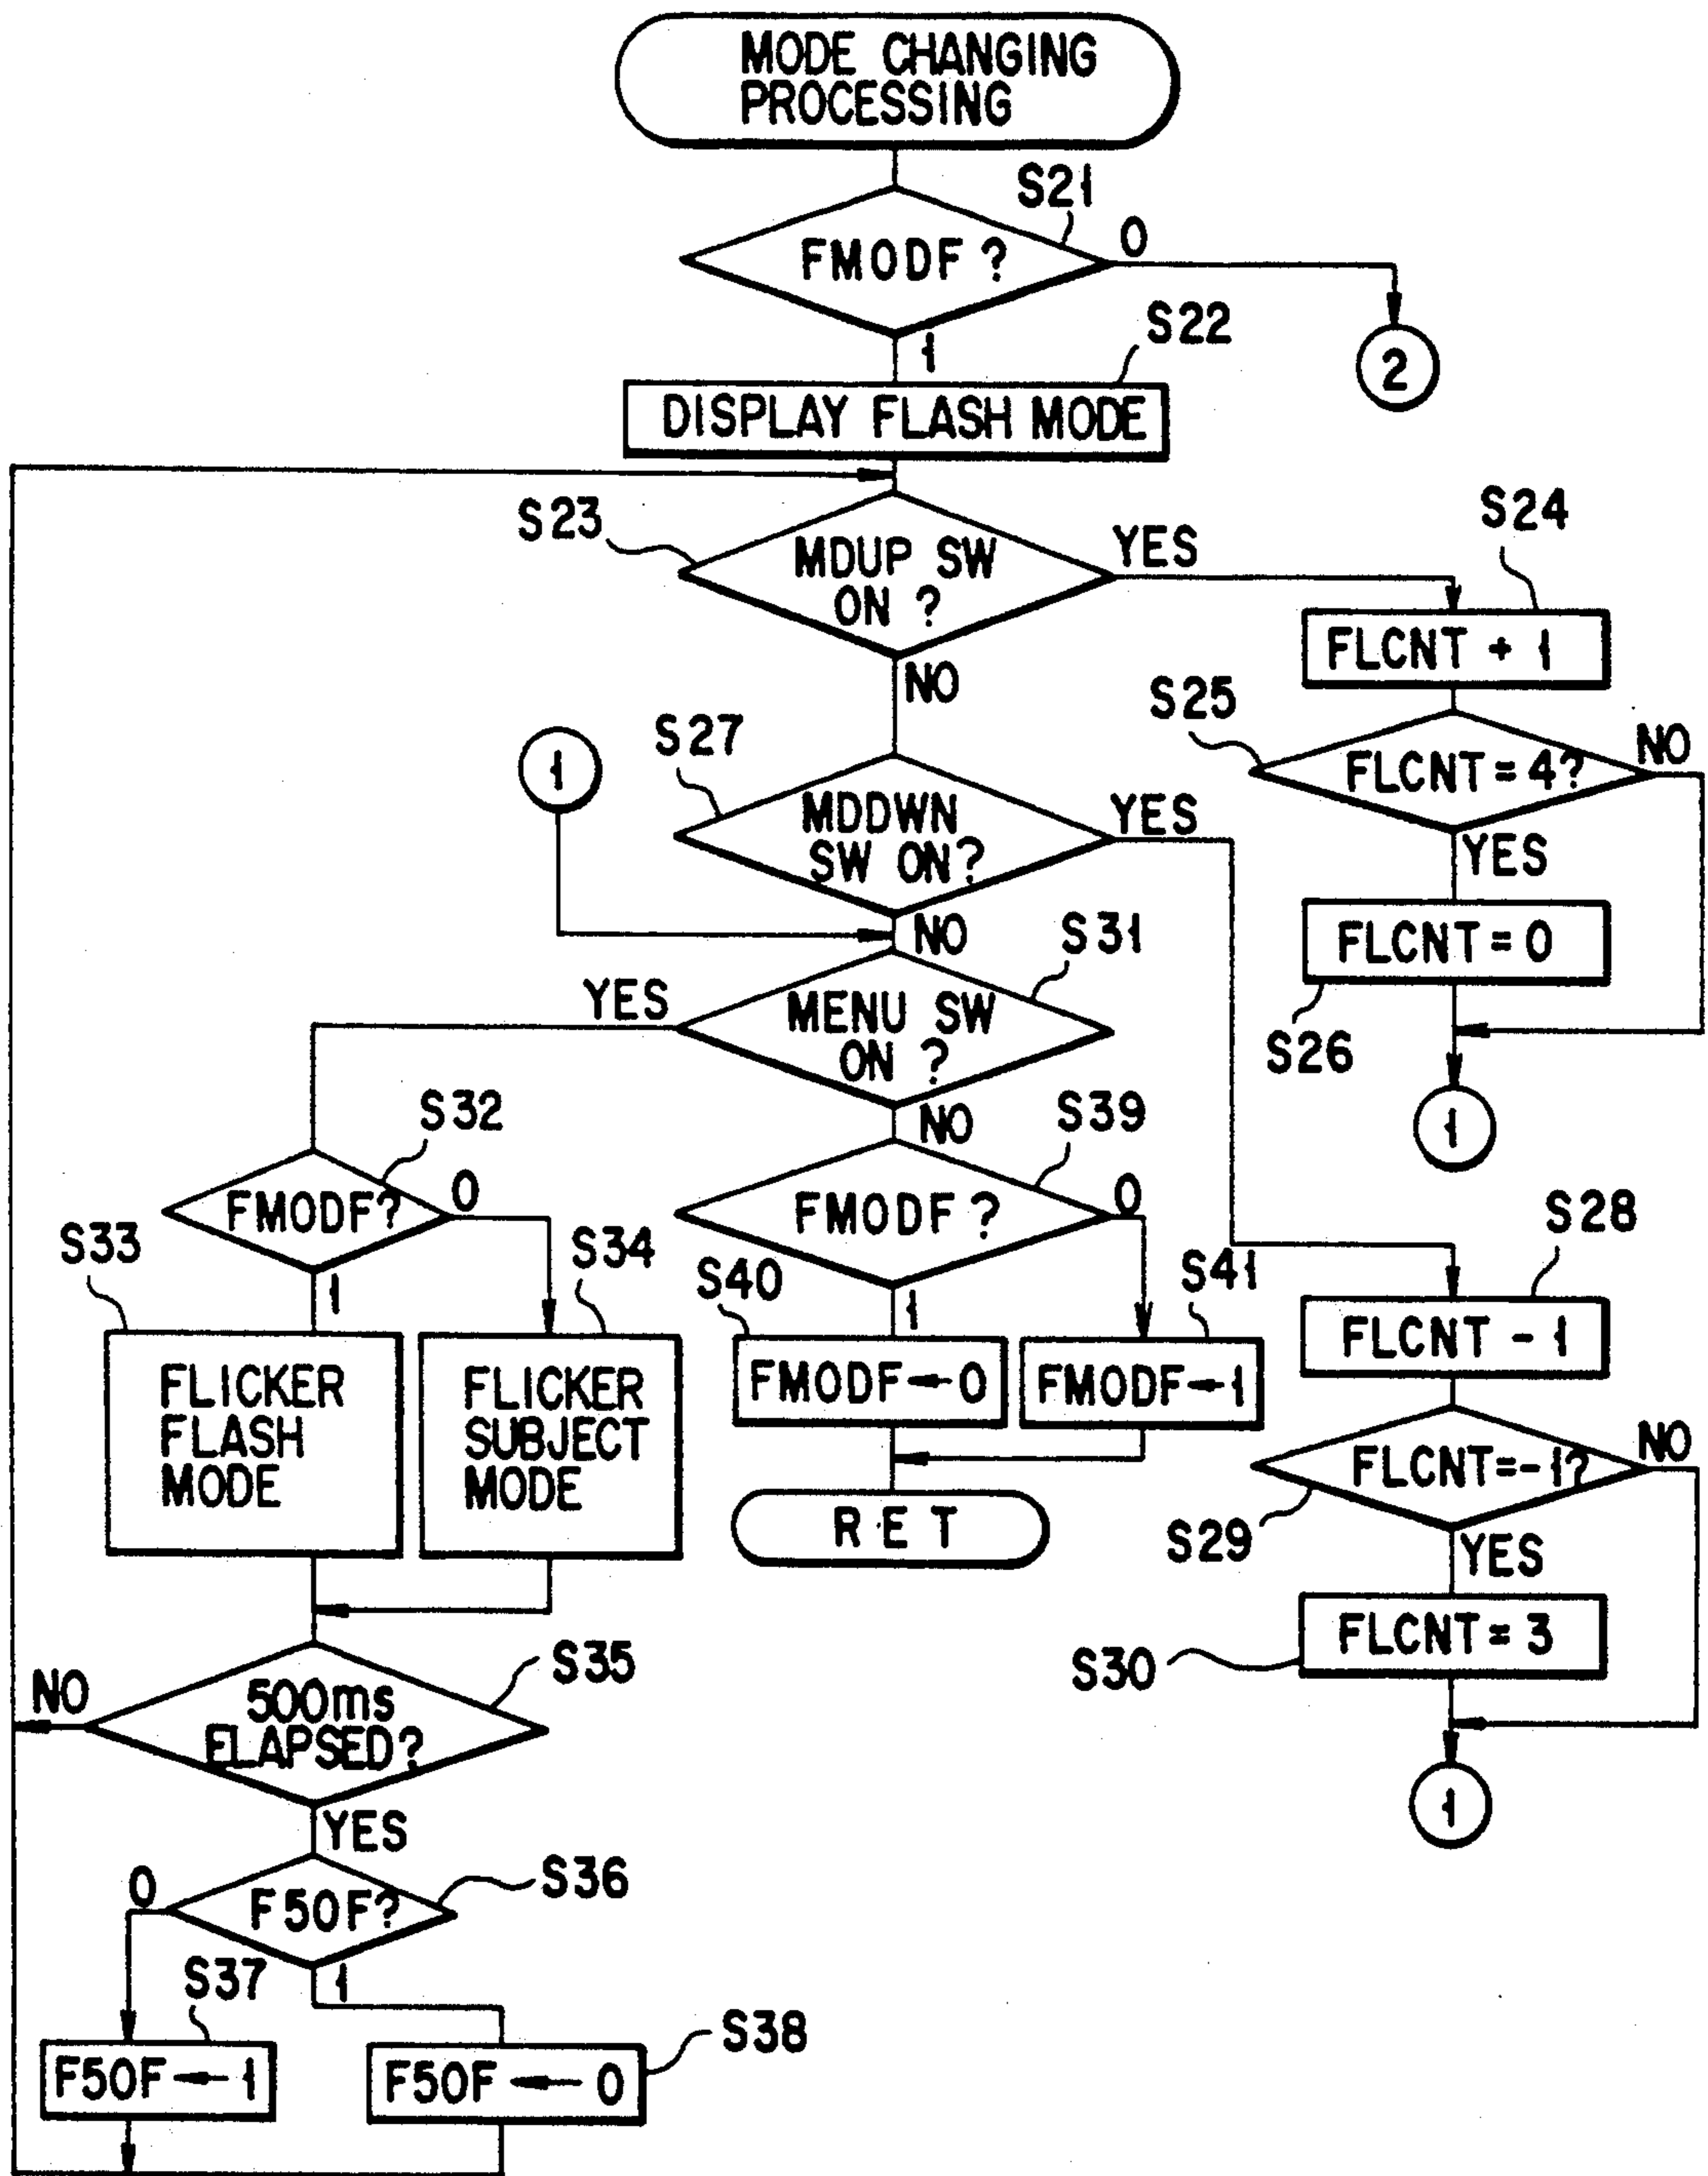 MODE CHANGING
PROCESSING
S21
FMODF ?
0
2
1
S22
DISPLAY FLASH MODE
S23
MDUP SW
ON ?
YES
NO
S24
FLCNT + 1
S25
FLCNT = 4?
NO
YES
FLCNT = 0
S26
1
1
S27
MDDWN
SW ON?
YES
NO
S31
MENU SW
ON ?
YES
NO
S32
FMODF?
0
1
S33
FLICKER
FLASH
MODE
S34
FLICKER
SUBJECT
MODE
S39
FMODF ?
0
1
S40
FMODF ← 0
S41
FMODF ← 1
RET
S28
FLCNT - 1
FLCNT = -1?
NO
S29
YES
FLCNT = 3
S30
1
S35
500ms
ELAPSED?
NO
YES
S36
F50F?
0
1
S37
F50F ← 1
S38
F50F ← 0